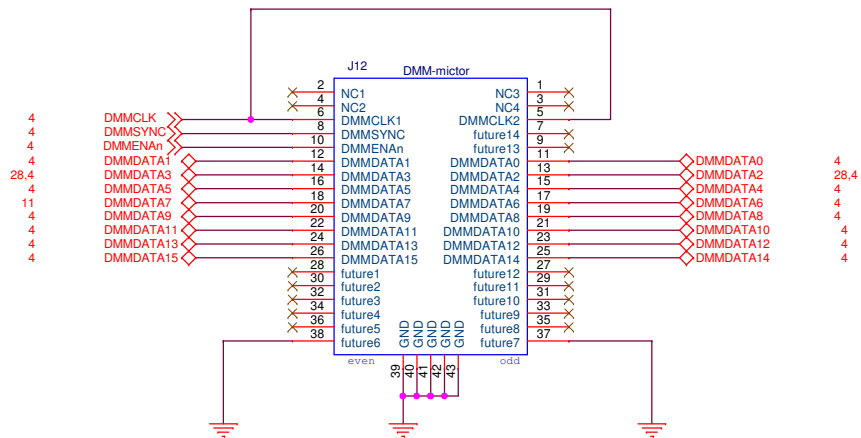 J12
DMM-mictor
2 NC1 NC3 1
4 NC2 NC4 3
4 DMMCLK 6 DMMCLK1 DMMCLK2 5
4 DMMSYNC 8 DMMSYNC future14 7
4 DMMENAn 10 DMMENAn future13 9
4 DMMDATA1 12 DMMDATA1 DMMDATA0 11 DMMDATA0 4
28,4 DMMDATA3 14 DMMDATA3 DMMDATA2 13 DMMDATA2 28,4
4 DMMDATA5 16 DMMDATA5 DMMDATA4 15 DMMDATA4 4
11 DMMDATA7 18 DMMDATA7 DMMDATA6 17 DMMDATA6 4
4 DMMDATA9 20 DMMDATA9 DMMDATA8 19 DMMDATA8 4
4 DMMDATA11 22 DMMDATA11 DMMDATA10 21 DMMDATA10 4
4 DMMDATA13 24 DMMDATA13 DMMDATA12 23 DMMDATA12 4
4 DMMDATA15 26 DMMDATA15 DMMDATA14 25 DMMDATA14 4
28 future1 future12 27
30 future2 future11 29
32 future3 future10 31
34 future4 future9 33
36 future5 future8 35
38 future6 future7 37
GND GND GND GND GND
even odd
39 40 41 42 43